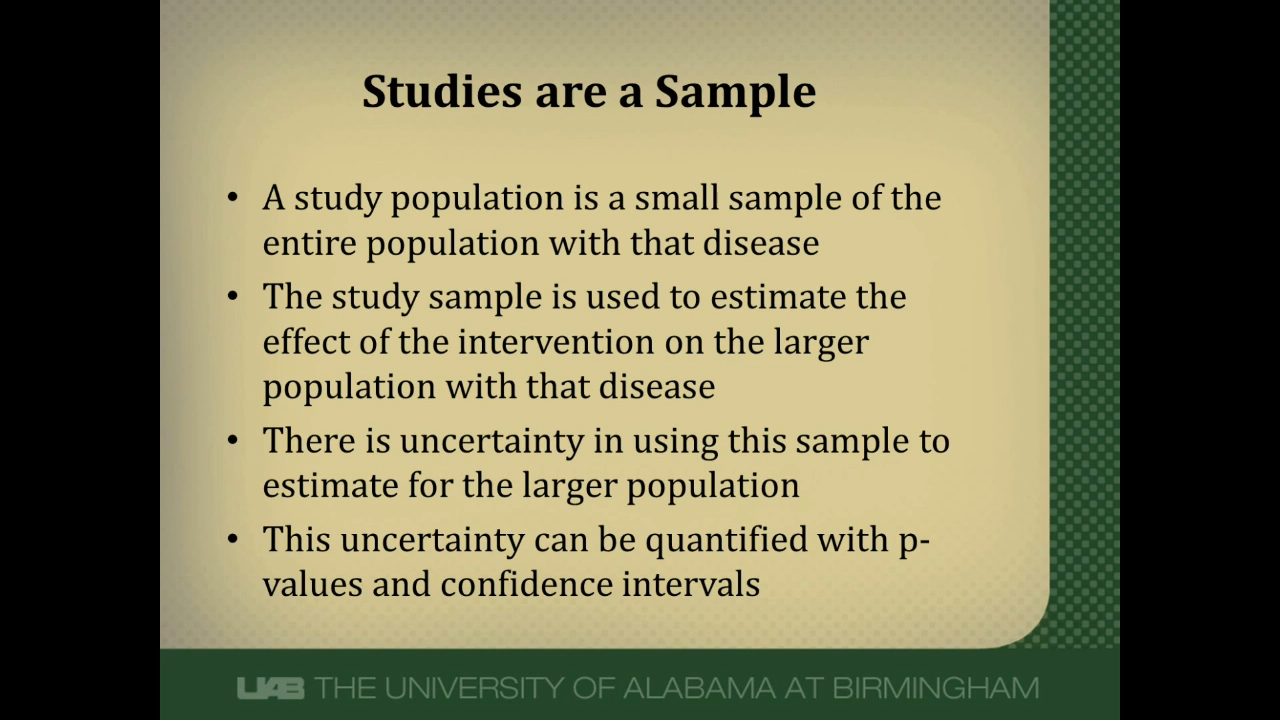 Studies are a Sample
• A study population is a small sample of the
entire population with that disease
• The study sample is used to estimate the
effect of the intervention on the larger
population with that disease
• There is uncertainty in using this sample to
estimate for the larger population
• This uncertainty can be quantified with p-
values and confidence intervals
UAB THE UNIVERSITY OF ALABAMA AT BIRMINGHAM